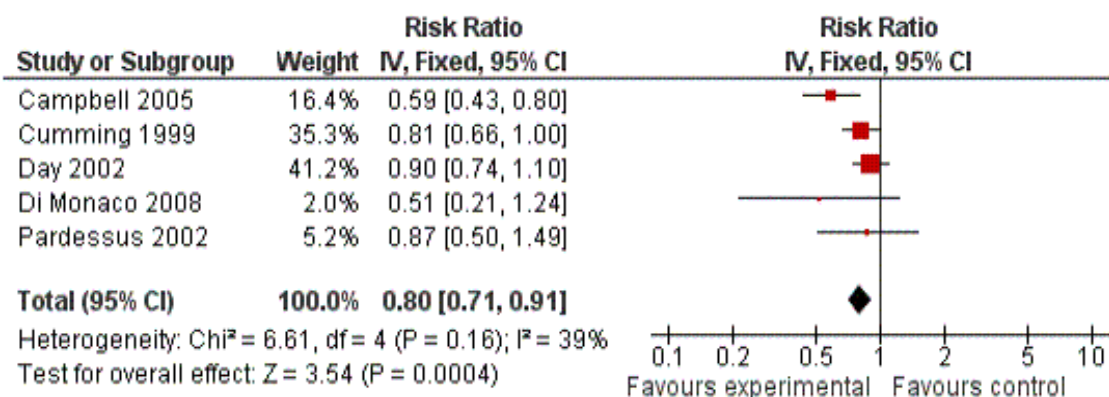 Risk Ratio Risk Ratio
Study or Subgroup Weight IV, Fixed, 95% CI IV, Fixed, 95% CI
Campbell 2005 16.4% 0.59 [0.43, 0.80]
Cumming 1999 35.3% 0.81 [0.66, 1.00]
Day 2002 41.2% 0.90 [0.74, 1.10]
Di Monaco 2008 2.0% 0.51 [0.21, 1.24]
Pardessus 2002 5.2% 0.87 [0.50, 1.49]
Total (95% CI) 100.0% 0.80 [0.71, 0.91]
Heterogeneity: Chi² = 6.61, df = 4 (P = 0.16); I² = 39%
Test for overall effect: Z = 3.54 (P = 0.0004)
0.1 0.2 0.5 1 2 5 10
Favours experimental Favours control